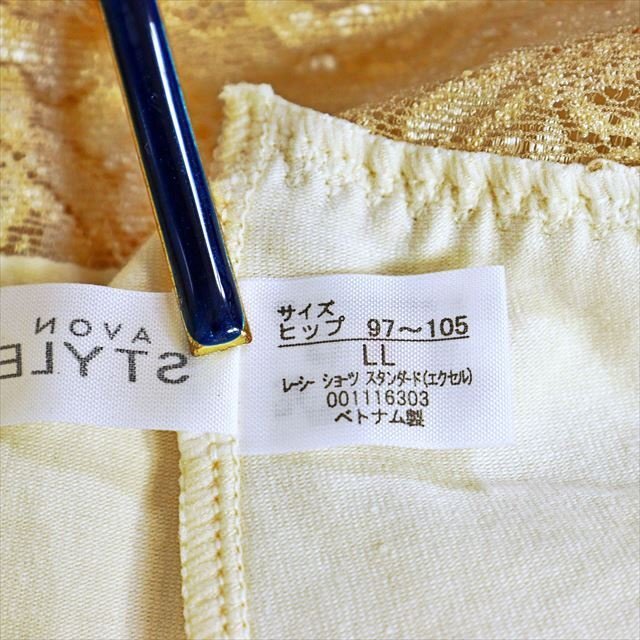 AVON
STYLE
サイズ
ヒップ 97～105
LL
レーシー ショーツ スタンダード(エクセル)
001116303
ベトナム製